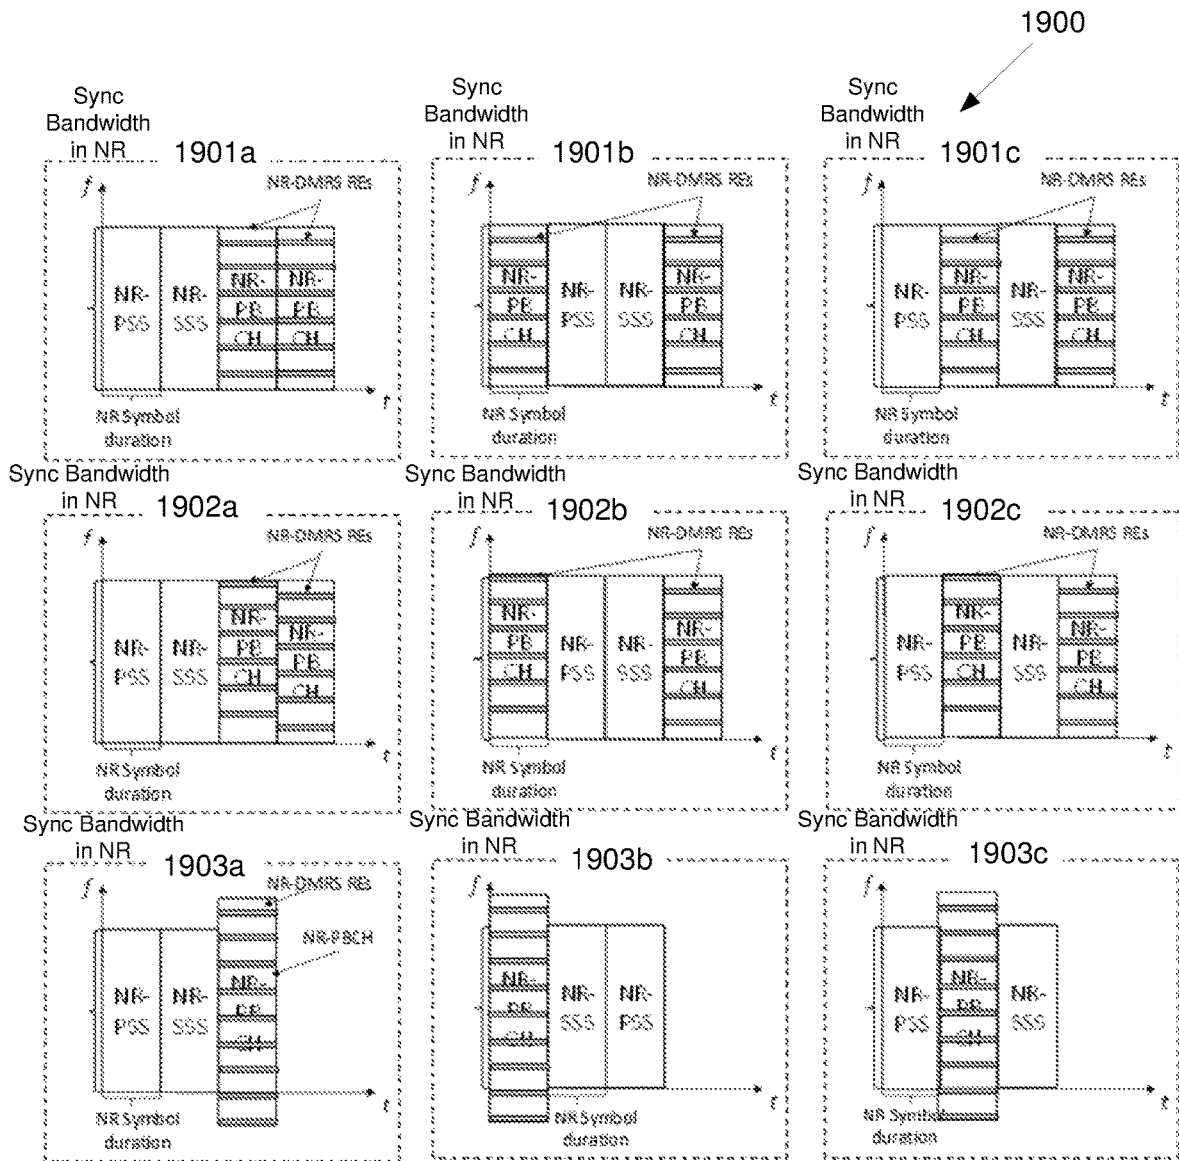 1900
Sync
Bandwidth
in NR
1901a
NR-DMRS REs
f
NR-
PSS
NR-
SSS
NR-
PB
CH
NR-
PB
CH
t
NR Symbol
duration
Sync
Bandwidth
in NR
1901b
NR-DMRS REs
f
NR-
PB
CH
NR-
PSS
NR-
SSS
NR-
PB
CH
t
NR Symbol
duration
Sync
Bandwidth
in NR
1901c
NR-DMRS REs
f
NR-
PSS
NR-
PB
CH
NR-
SSS
NR-
PB
CH
t
NR Symbol
duration
Sync Bandwidth
in NR
1902a
NR-DMRS REs
f
NR-
PSS
NR-
SSS
NR-
PB
CH
NR-
PB
CH
t
NR Symbol
duration
Sync Bandwidth
in NR
1902b
NR-DMRS REs
f
NR-
PB
CH
NR-
PSS
NR-
SSS
NR-
PB
CH
t
NR Symbol
duration
Sync Bandwidth
in NR
1902c
NR-DMRS REs
f
NR-
PSS
NR-
PB
CH
NR-
SSS
NR-
PB
CH
t
NR Symbol
duration
Sync Bandwidth
in NR
1903a
NR-DMRS REs
f
NR-PBCH
NR-
PSS
NR-
SSS
NR-
PB
CH
t
NR Symbol
duration
Sync Bandwidth
in NR
1903b
f
NR-
PB
CH
NR-
SSS
NR-
PSS
t
NR Symbol
duration
Sync Bandwidth
in NR
1903c
f
NR-
PSS
NR-
PB
CH
NR-
SSS
t
NR Symbol
duration